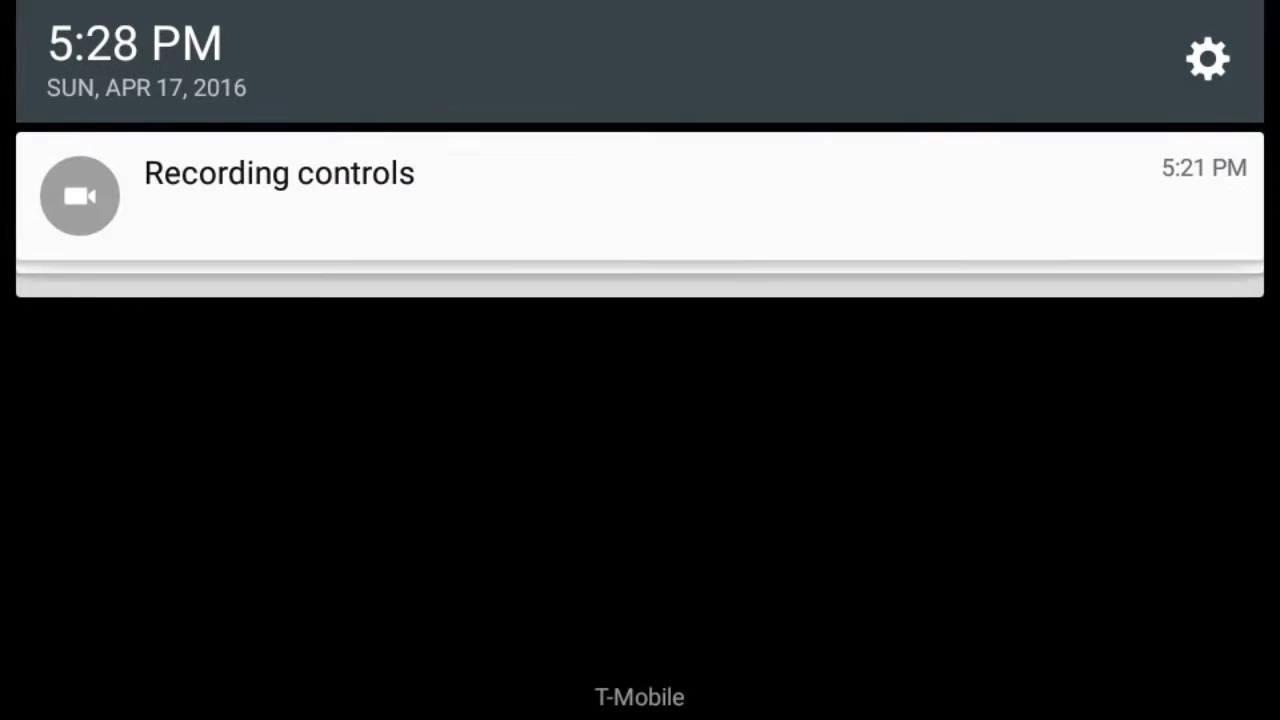 5:28 PM
SUN, APR 17, 2016
Recording controls
5:21 PM
T-Mobile